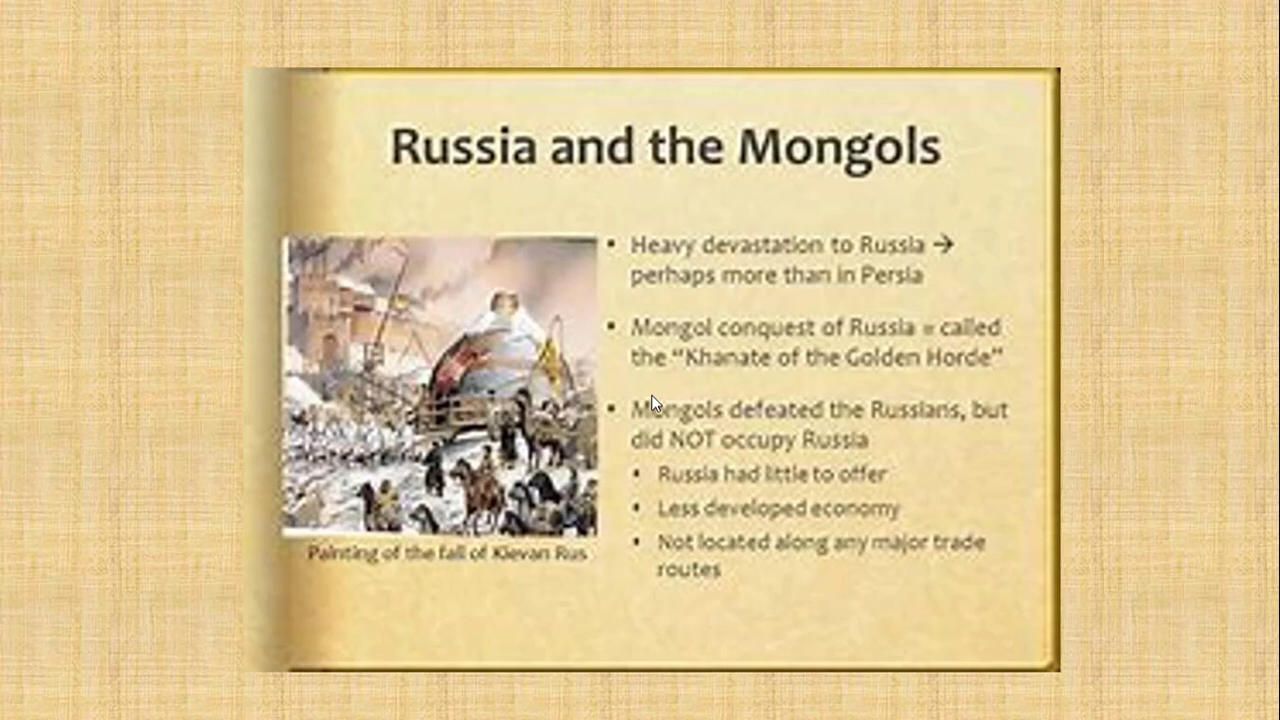 Russia and the Mongols
• Heavy devastation to Russia →
perhaps more than in Persia
• Mongol conquest of Russia = called
the “Khanate of the Golden Horde”
• Mongols defeated the Russians, but
did NOT occupy Russia
• Russia had little to offer
• Less developed economy
• Not located along any major trade
routes
Painting of the fall of Kievan Rus